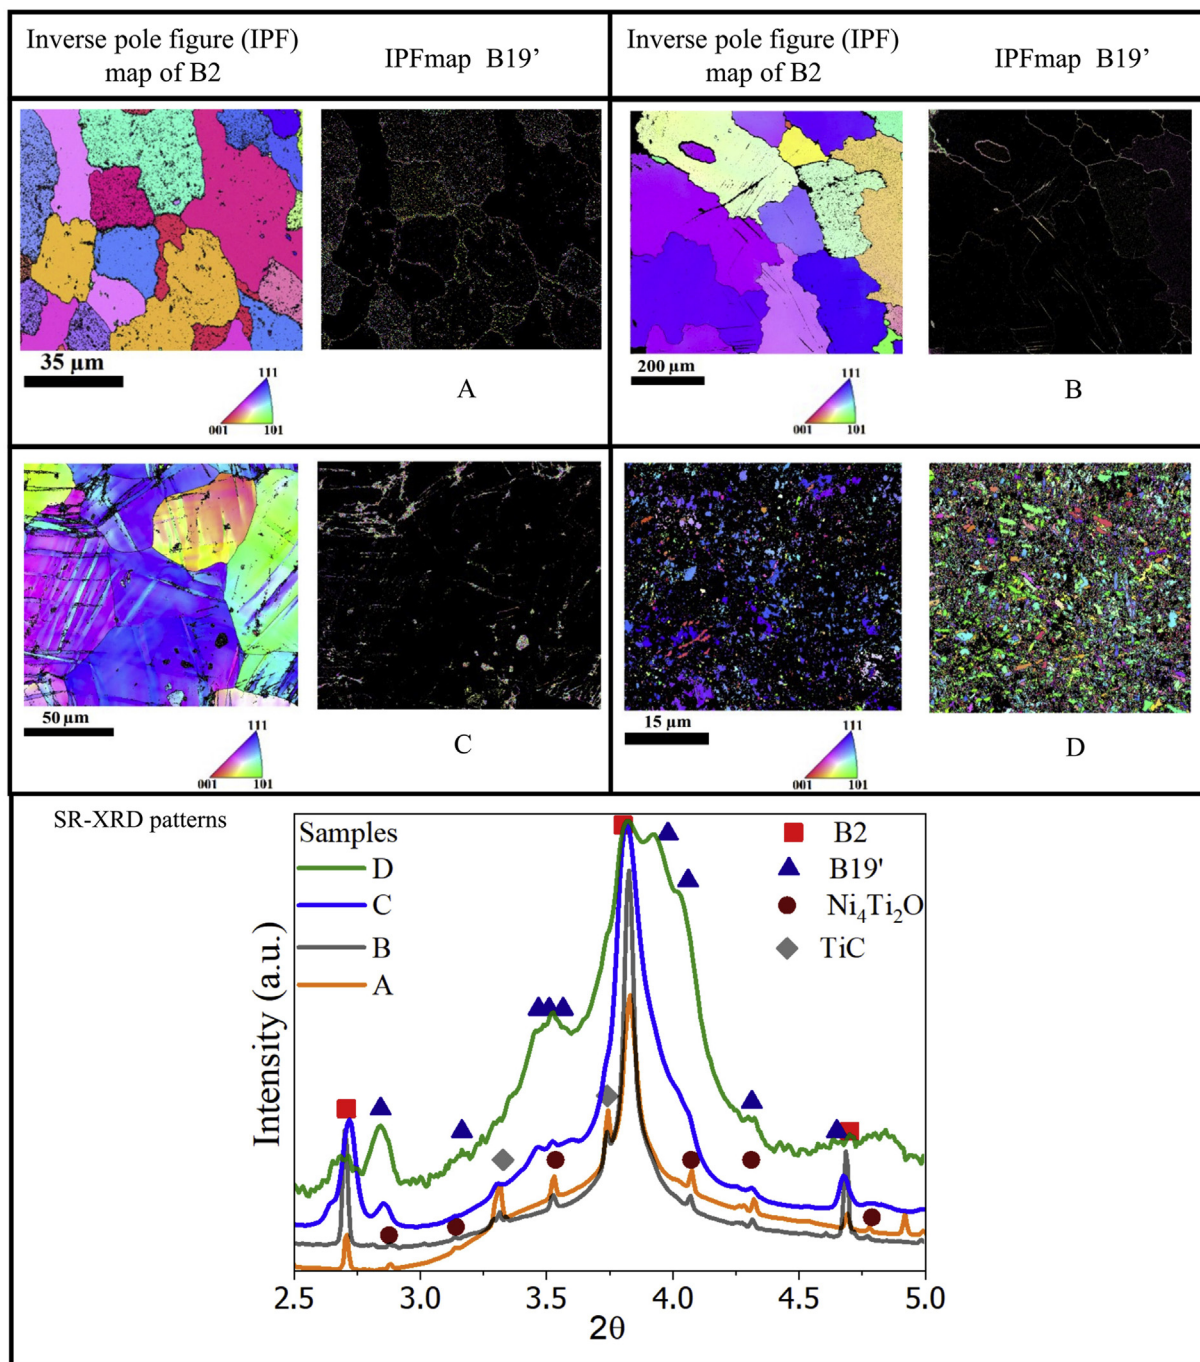 Inverse pole figure (IPF)
map of B2
IPFmap B19’
Inverse pole figure (IPF)
map of B2
IPFmap B19’
35 µm
111
001 101
A
200 µm
111
001 101
B
50 µm
111
001 101
C
15 µm
111
001 101
D
SR-XRD patterns
Samples
D
C
B
A
B2
B19'
Ni₄Ti₂O
TiC
Intensity (a.u.)
2.5 3.0 3.5 4.0 4.5 5.0
2θ